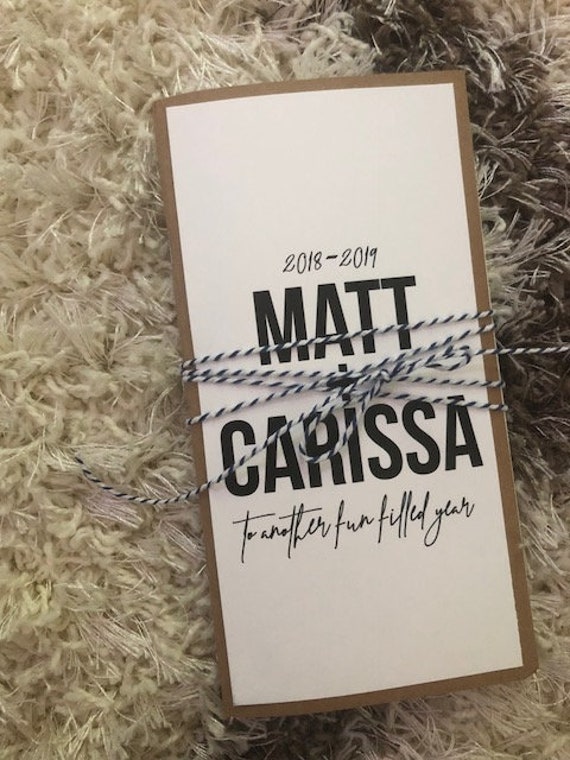 2018-2019
MATT
+
CARISSA
to another fun filled year